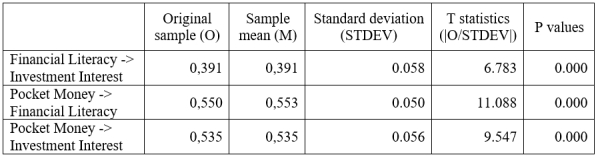 Original sample (O) Sample mean (M) Standard deviation (STDEV) T statistics (|O/STDEV|) P values
Financial Literacy -> Investment Interest 0,391 0,391 0.058 6.783 0.000
Pocket Money -> Financial Literacy 0,550 0,553 0.050 11.088 0.000
Pocket Money -> Investment Interest 0,535 0,535 0.056 9.547 0.000